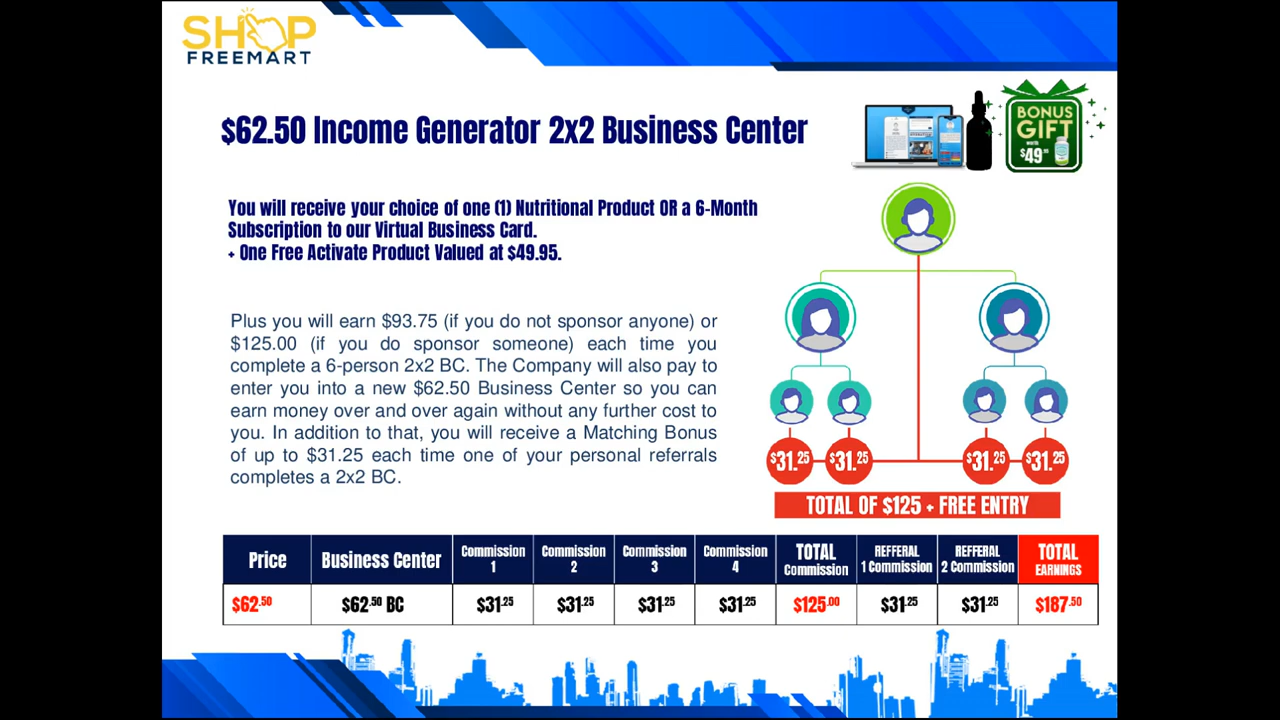 SHOP
FREEMART
$62.50 Income Generator 2x2 Business Center
BONUS
GIFT
WORTH
$49.95
You will receive your choice of one (1) Nutritional Product OR a 6-Month
Subscription to our Virtual Business Card.
+ One Free Activate Product Valued at $49.95.
Plus you will earn $93.75 (if you do not sponsor anyone) or
$125.00 (if you do sponsor someone) each time you
complete a 6-person 2x2 BC. The Company will also pay to
enter you into a new $62.50 Business Center so you can
earn money over and over again without any further cost to
you. In addition to that, you will receive a Matching Bonus
of up to $31.25 each time one of your personal referrals
completes a 2x2 BC.
$31.25 $31.25 $31.25 $31.25
TOTAL OF $125 + FREE ENTRY
Price Business Center Commission 1 Commission 2 Commission 3 Commission 4 TOTAL Commission REFFERAL 1 Commission REFFERAL 2 Commission TOTAL EARNINGS
$62.50 $62.50 BC $31.25 $31.25 $31.25 $31.25 $125.00 $31.25 $31.25 $187.50